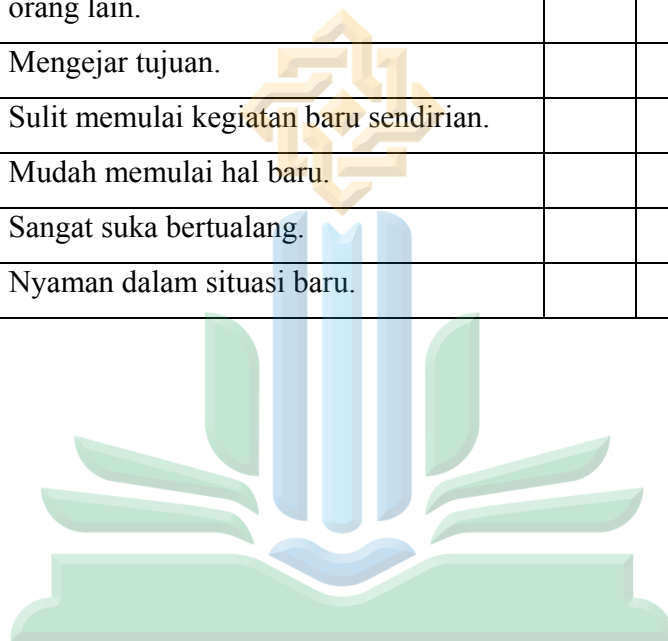 orang lain.
Mengejar tujuan.
Sulit memulai kegiatan baru sendirian.
Mudah memulai hal baru.
Sangat suka bertualang.
Nyaman dalam situasi baru.